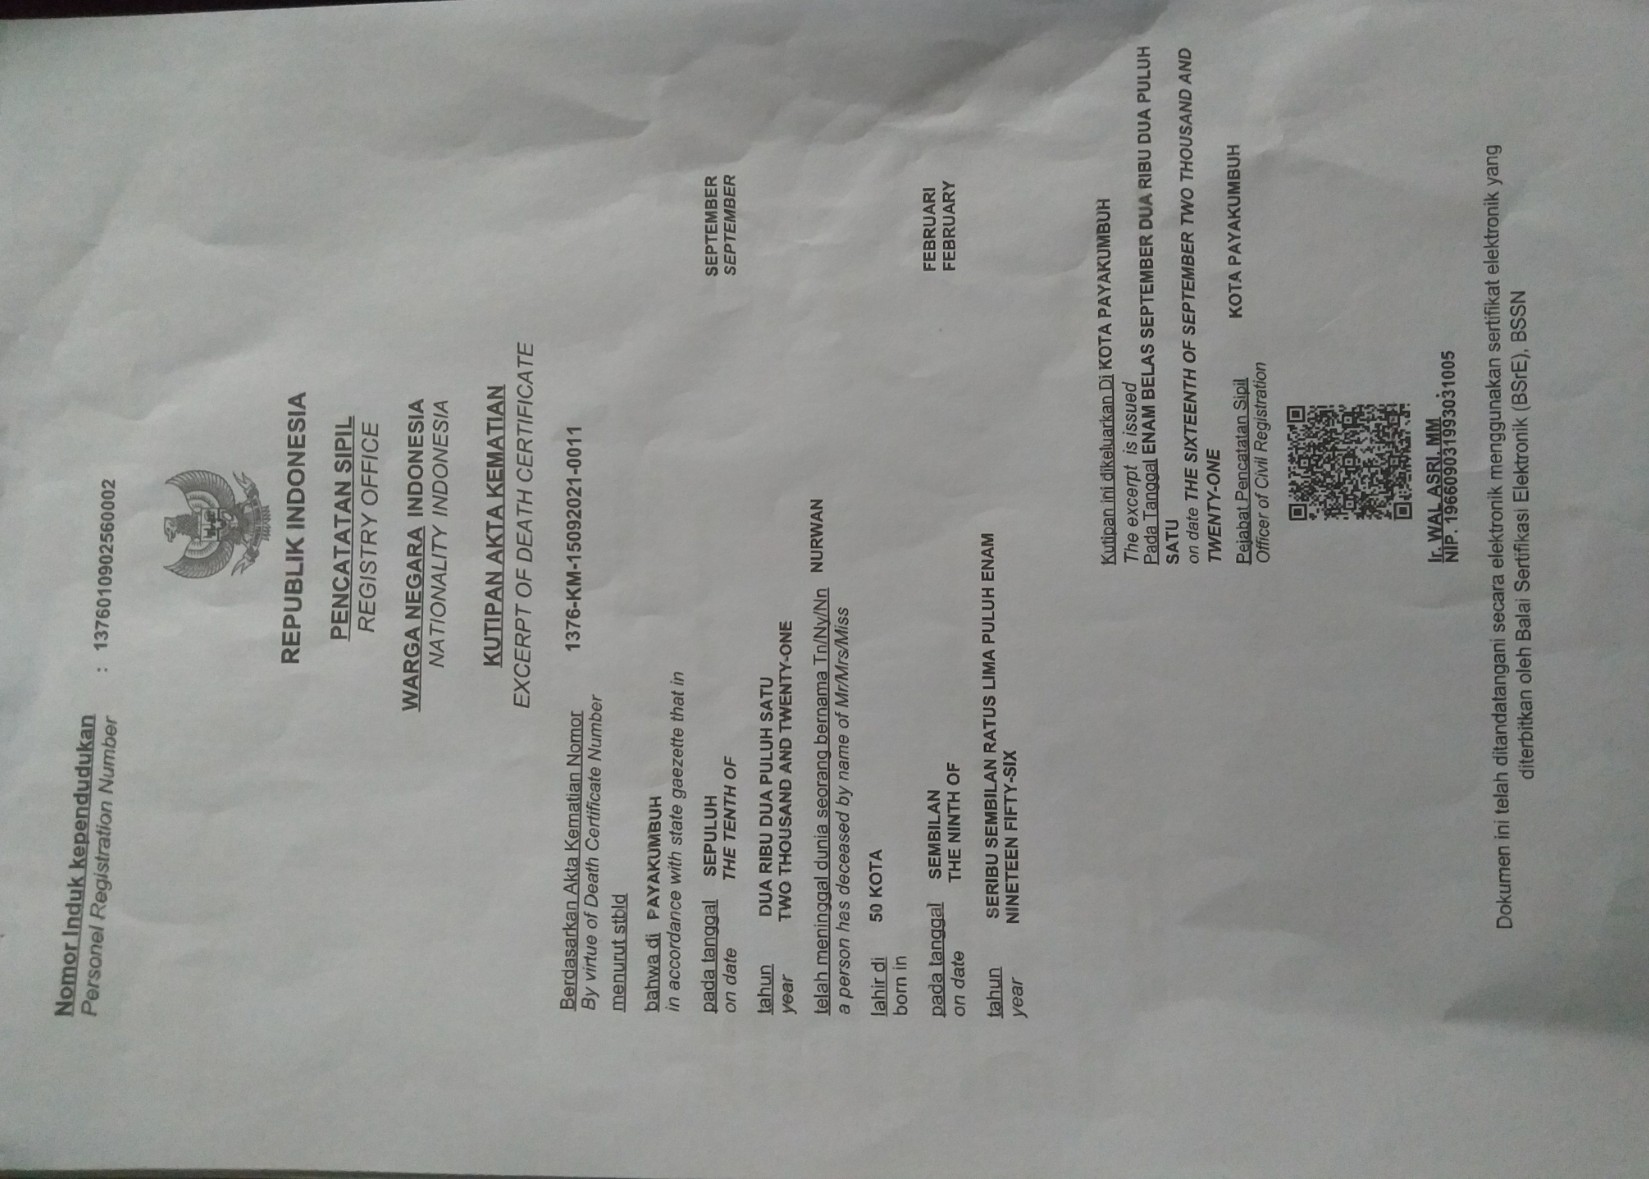 Nomor Induk kependudukan : 1376010902560002
Personel Registration Number
REPUBLIK INDONESIA
PENCATATAN SIPIL
REGISTRY OFFICE
WARGA NEGARA INDONESIA
NATIONALITY INDONESIA
KUTIPAN AKTA KEMATIAN
EXCERPT OF DEATH CERTIFICATE
Berdasarkan Akta Kematian Nomor 1376-KM-15092021-0011
By virtue of Death Certificate Number
menurut stbld
bahwa di PAYAKUMBUH
in accordance with state gaezette that in
pada tanggal SEPULUH SEPTEMBER
on date THE TENTH OF SEPTEMBER
tahun DUA RIBU DUA PULUH SATU
year TWO THOUSAND AND TWENTY-ONE
telah meninggal dunia seorang bernama Tn/Ny/Nn NURWAN
a person has deceased by name of Mr/Mrs/Miss
lahir di 50 KOTA
born in
pada tanggal SEMBILAN FEBRUARI
on date THE NINTH OF FEBRUARY
tahun SERIBU SEMBILAN RATUS LIMA PULUH ENAM
year NINETEEN FIFTY-SIX
Kutipan ini dikeluarkan Di KOTA PAYAKUMBUH
The excerpt is issued
Pada Tanggal ENAM BELAS SEPTEMBER DUA RIBU DUA PULUH
SATU
on date THE SIXTEENTH OF SEPTEMBER TWO THOUSAND AND
TWENTY-ONE
Pejabat Pencatatan Sipil KOTA PAYAKUMBUH
Officer of Civil Registration
Ir. WAL ASRI. MM
NIP. 196609031993031005
Dokumen ini telah ditandatangani secara elektronik menggunakan sertifikat elektronik yang
diterbitkan oleh Balai Sertifikasi Elektronik (BSrE), BSSN